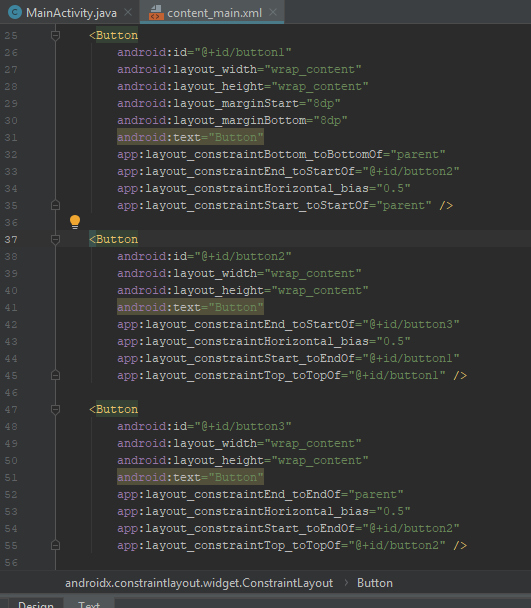 MainActivity.java content_main.xml
25 <Button
26 android:id="@+id/button1"
27 android:layout_width="wrap_content"
28 android:layout_height="wrap_content"
29 android:layout_marginStart="8dp"
30 android:layout_marginBottom="8dp"
31 android:text="Button"
32 app:layout_constraintBottom_toBottomOf="parent"
33 app:layout_constraintEnd_toStartOf="@+id/button2"
34 app:layout_constraintHorizontal_bias="0.5"
35 app:layout_constraintStart_toStartOf="parent" />
36
37 <Button
38 android:id="@+id/button2"
39 android:layout_width="wrap_content"
40 android:layout_height="wrap_content"
41 android:text="Button"
42 app:layout_constraintEnd_toStartOf="@+id/button3"
43 app:layout_constraintHorizontal_bias="0.5"
44 app:layout_constraintStart_toEndOf="@+id/button1"
45 app:layout_constraintTop_toTopOf="@+id/button1" />
46
47 <Button
48 android:id="@+id/button3"
49 android:layout_width="wrap_content"
50 android:layout_height="wrap_content"
51 android:text="Button"
52 app:layout_constraintEnd_toEndOf="parent"
53 app:layout_constraintHorizontal_bias="0.5"
54 app:layout_constraintStart_toEndOf="@+id/button2"
55 app:layout_constraintTop_toTopOf="@+id/button2" />
56
androidx.constraintlayout.widget.ConstraintLayout › Button
Design Text